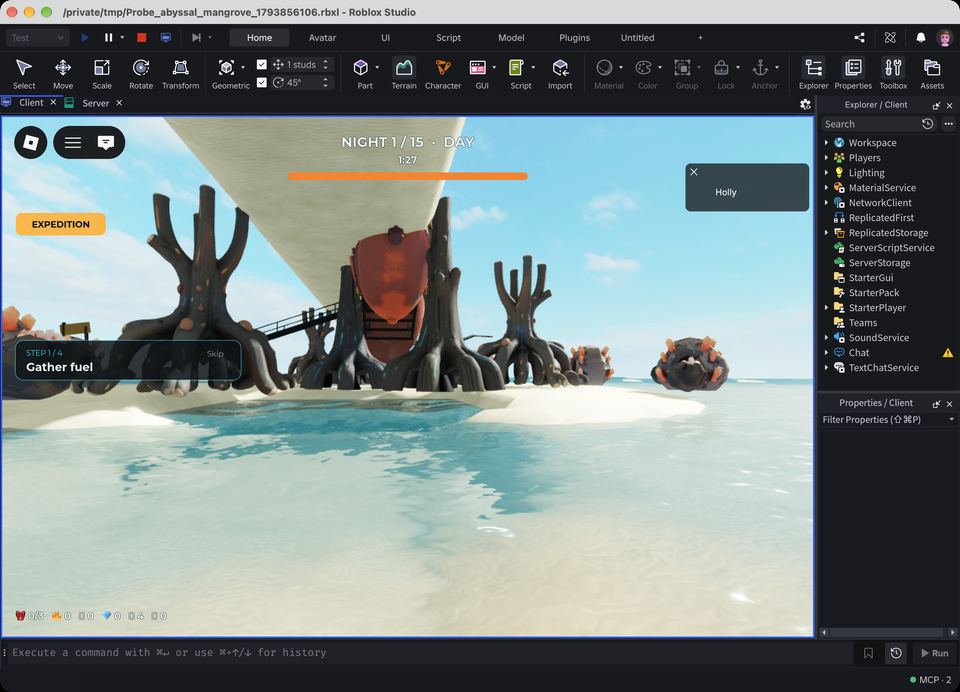 /private/tmp/Probe_abyssal_mangrove_1793856106.rbxl - Roblox Studio
Test
Home
Avatar
UI
Script
Model
Plugins
Untitled
+
Select
Move
Scale
Rotate
Transform
Geometric
1 studs
45°
Part
Terrain
Character
GUI
Script
Import
Material
Color
Group
Lock
Anchor
Explorer
Properties
Toolbox
Assets
Client
Server
Explorer / Client
Search
Workspace
Players
Lighting
MaterialService
NetworkClient
ReplicatedFirst
ReplicatedStorage
ServerScriptService
ServerStorage
StarterGui
StarterPack
StarterPlayer
Teams
SoundService
Chat
TextChatService
Properties / Client
Filter Properties (⇧⌘P)
NIGHT 1 / 15 · DAY
1:27
Holly
EXPEDITION
STEP 1 / 4
Skip
Gather fuel
0/3
0
0
0
4
0
Execute a command with ⌘↵ or use ⌘+↑/↓ for history
Run
MCP · 2